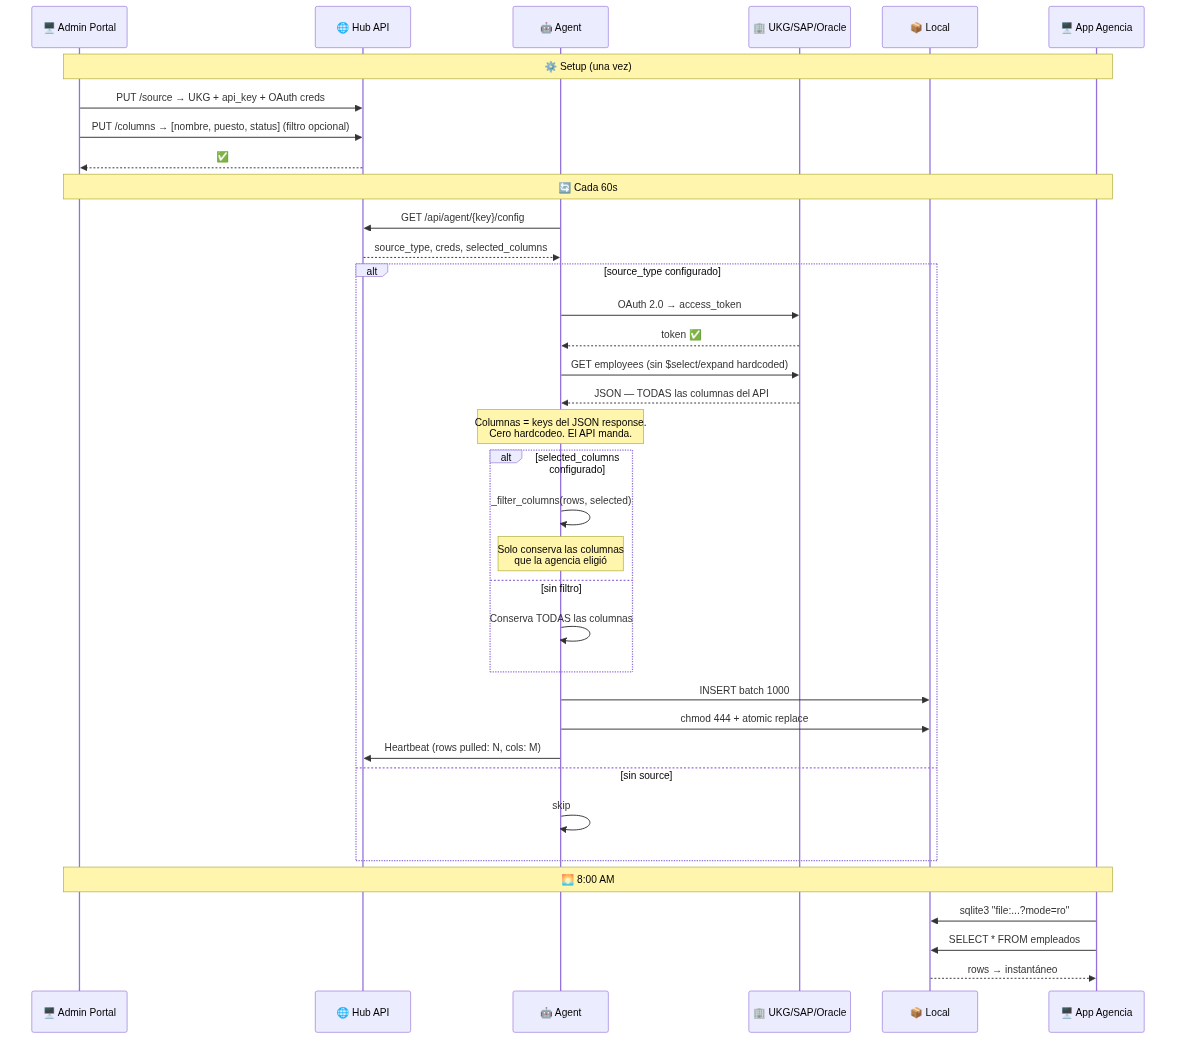 🖥️ Admin Portal
🌐 Hub API
🤖 Agent
🏢 UKG/SAP/Oracle
📦 Local
🖥️ App Agencia
⚙️ Setup (una vez)
PUT /source → UKG + api_key + OAuth creds
PUT /columns → [nombre, puesto, status] (filtro opcional)
✅
🔄 Cada 60s
GET /api/agent/{key}/config
source_type, creds, selected_columns
alt
[source_type configurado]
OAuth 2.0 → access_token
token ✅
GET employees (sin $select/expand hardcoded)
JSON — TODAS las columnas del API
Columnas = keys del JSON response.
Cero hardcodeo. El API manda.
alt
[selected_columns
configurado]
_filter_columns(rows, selected)
Solo conserva las columnas
que la agencia eligió
[sin filtro]
Conserva TODAS las columnas
INSERT batch 1000
chmod 444 + atomic replace
Heartbeat (rows pulled: N, cols: M)
[sin source]
skip
🌅 8:00 AM
sqlite3 "file:...?mode=ro"
SELECT * FROM empleados
rows → instantáneo
🖥️ Admin Portal
🌐 Hub API
🤖 Agent
🏢 UKG/SAP/Oracle
📦 Local
🖥️ App Agencia